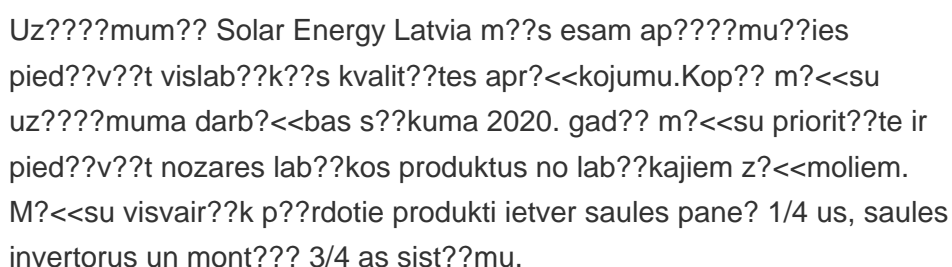 Uz????mum?? Solar Energy Latvia m??s esam ap????mu??ies
pied??v??t vislab??k??s kvalit??tes apr?<<kojumu.Kop?? m?<<su
uz????muma darb?<<bas s??kuma 2020. gad?? m?<<su priorit??te ir
pied??v??t nozares lab??kos produktus no lab??kajiem z?<<moliem.
M?<<su visvair??k p??rdotie produkti ietver saules pane? 1/4 us, saules
invertorus un mont??? 3/4 as sist??mu.